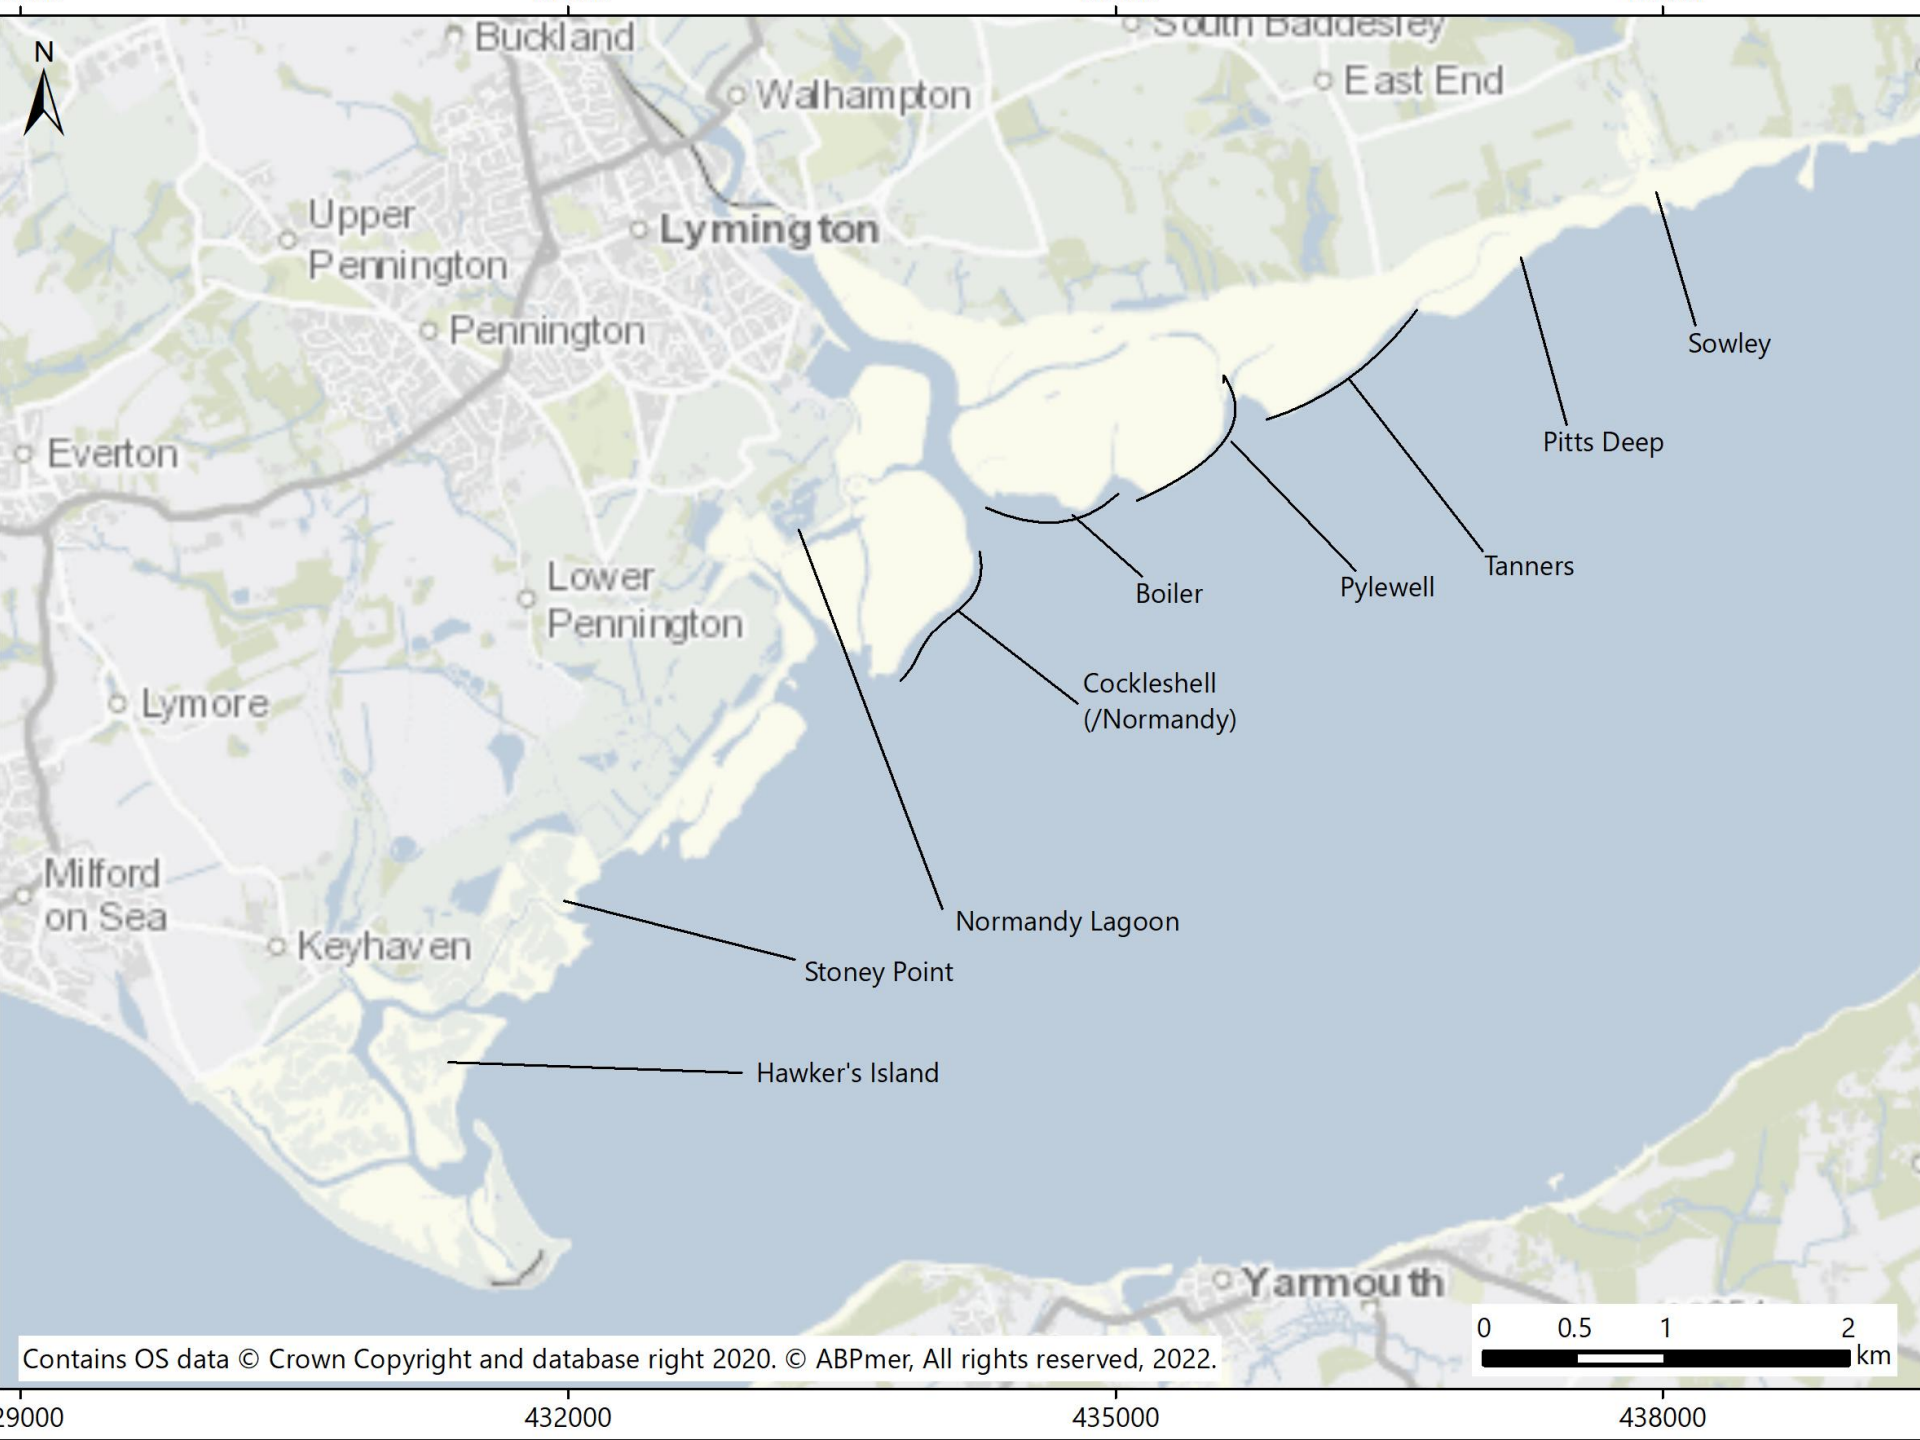 N
Buckland
South Baddesley
Walhampton
East End
Upper
Pennington
Lymington
Pennington
Sowley
Everton
Pitts Deep
Lower
Pennington
Boiler
Pylewell
Tanners
Lymore
Cockleshell
(/Normandy)
Milford
on Sea
Keyhaven
Normandy Lagoon
Stoney Point
Hawker's Island
Yarmouth
0 0.5 1 2
km
Contains OS data © Crown Copyright and database right 2020. © ABPmer, All rights reserved, 2022.
29000 432000 435000 438000